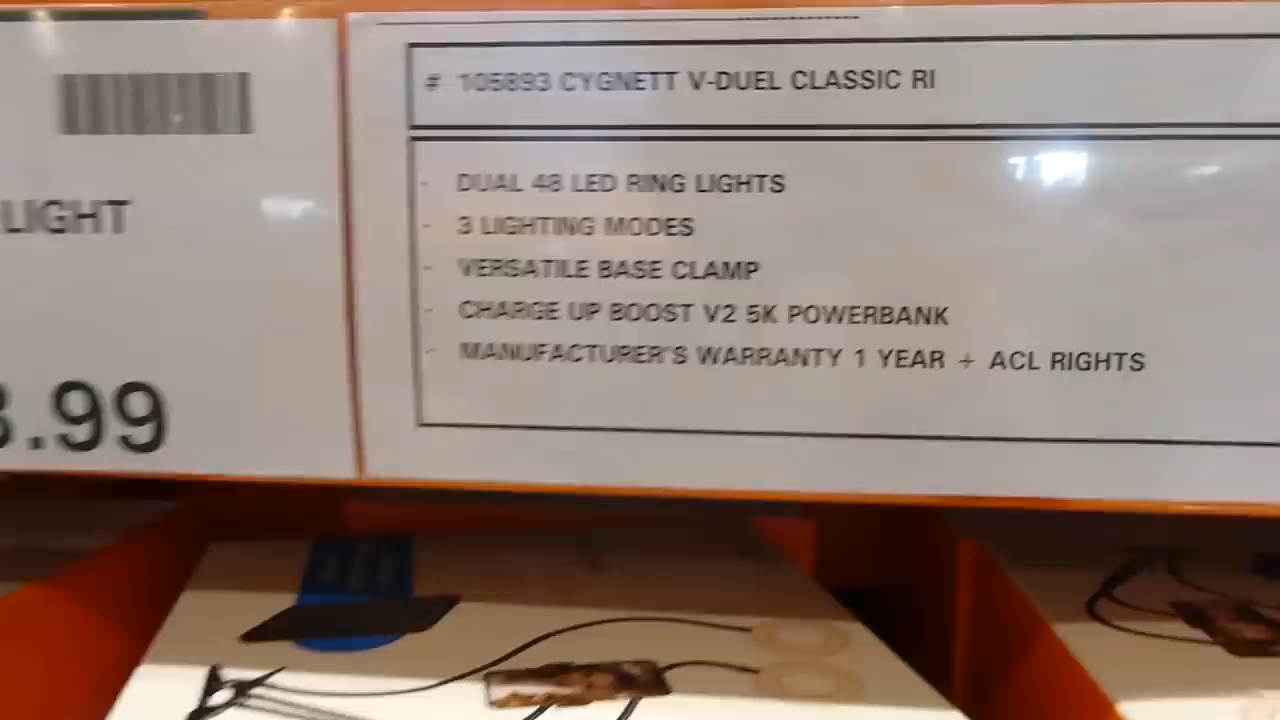 # 105893 CYGNETT V-DUEL CLASSIC RI
- DUAL 48 LED RING LIGHTS
- 3 LIGHTING MODES
- VERSATILE BASE CLAMP
- CHARGE UP BOOST V2 5K POWERBANK
- MANUFACTURER'S WARRANTY 1 YEAR + ACL RIGHTS
LIGHT
.99